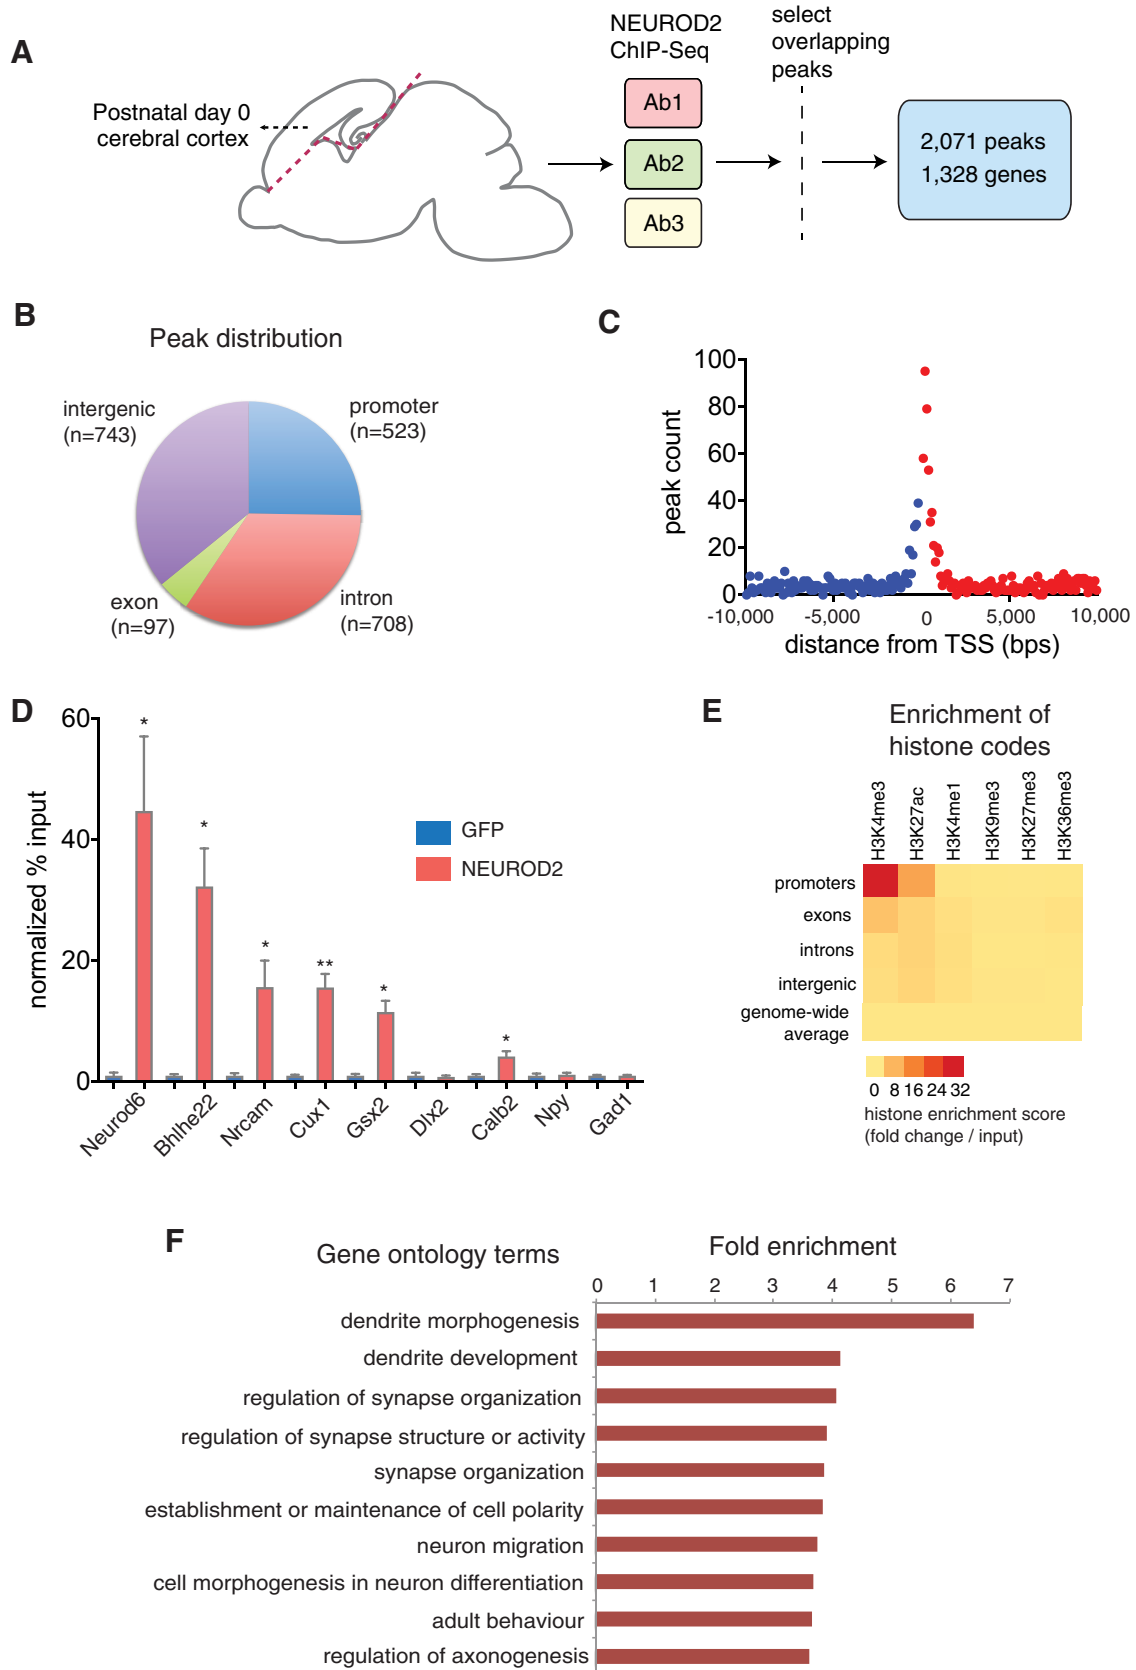 A
Postnatal day 0
cerebral cortex
NEUROD2
ChIP-Seq
Ab1
Ab2
Ab3
select
overlapping
peaks
2,071 peaks
1,328 genes
B
Peak distribution
intergenic
(n=743)
promoter
(n=523)
exon
(n=97)
intron
(n=708)
C
peak count
100
80
60
40
20
0
-10,000
-5,000
0
5,000
10,000
distance from TSS (bps)
D
normalized % input
60
40
20
0
*
*
*
**
*
*
GFP
NEUROD2
Neurod6
Bhlhe22
Nrcam
Cux1
Gsx2
Dlx2
Calb2
Npy
Gad1
E
Enrichment of
histone codes
H3K4me3
H3K27ac
H3K4me1
H3K9me3
H3K27me3
H3K36me3
promoters
exons
introns
intergenic
genome-wide
average
0 8 16 24 32
histone enrichment score
(fold change / input)
F
Gene ontology terms
Fold enrichment
0 1 2 3 4 5 6 7
dendrite morphogenesis
dendrite development
regulation of synapse organization
regulation of synapse structure or activity
synapse organization
establishment or maintenance of cell polarity
neuron migration
cell morphogenesis in neuron differentiation
adult behaviour
regulation of axonogenesis